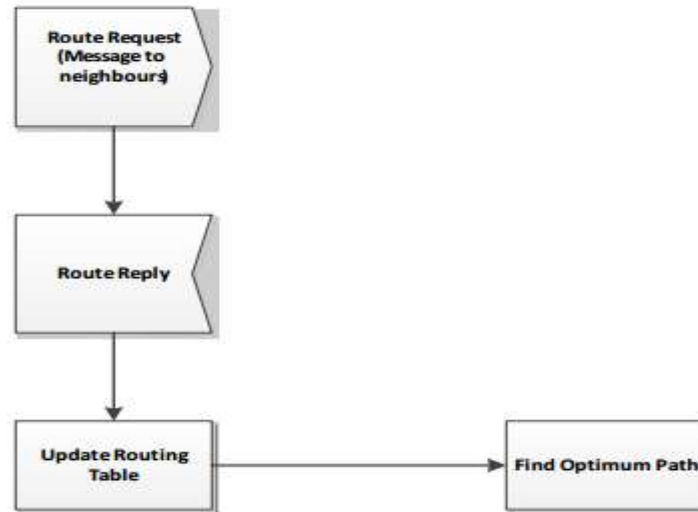 Route Request
(Message to
neighbours)
Route Reply
Update Routing
Table
Find Optimum Path